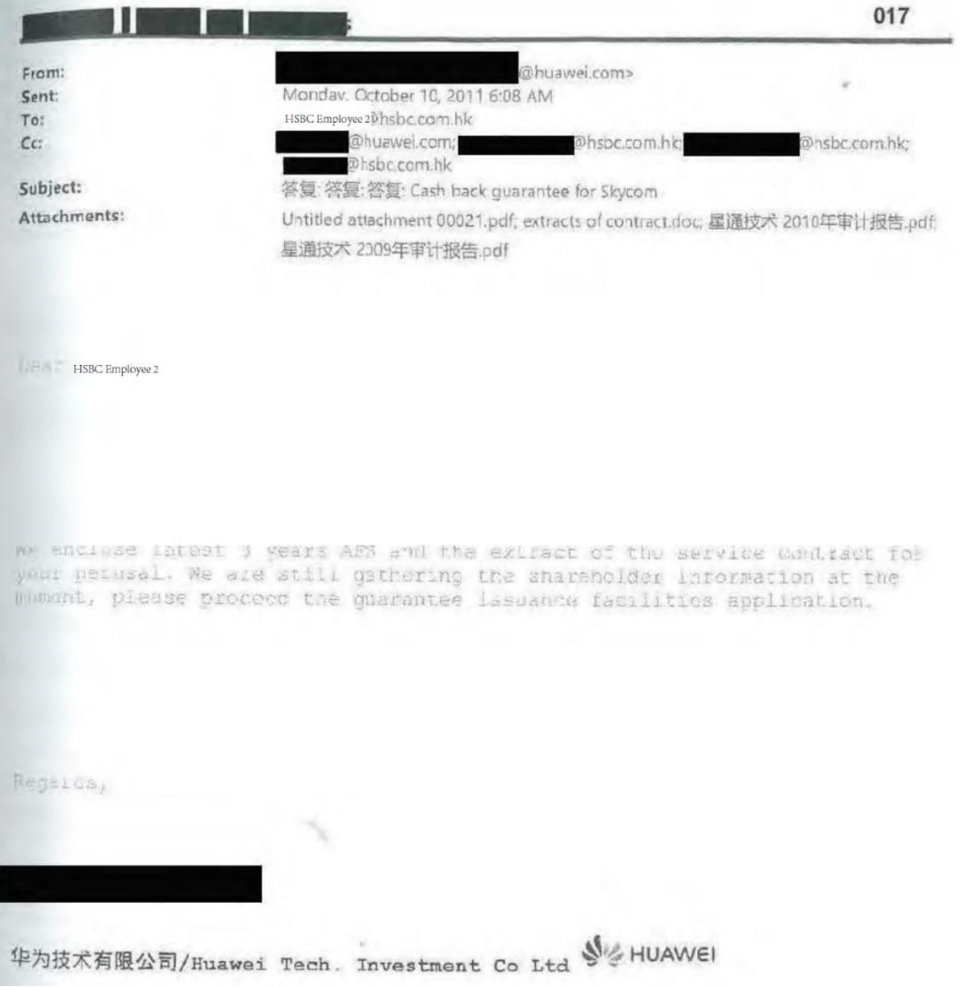 017
From: @huawei.com>
Sent: Monday, October 10, 2011 6:08 AM
To: HSBC Employee 2@hsbc.com.hk
Cc: @huawei.com; @hsbc.com.hk; @hsbc.com.hk;
@hsbc.com.hk
Subject: 答复: 答复: 答复: Cash back guarantee for Skycom
Attachments: Untitled attachment 00021.pdf; extracts of contract.doc; 星通技术 2010年审计报告.pdf;
星通技术 2009年审计报告.pdf
Dear HSBC Employee 2
We enclose latest 3 years AFS and the extract of the service contract for
your perusal. We are still gathering the shareholder information at the
moment, please proceed the guarantee issuance facilities application.
Regards,
华为技术有限公司/Huawei Tech. Investment Co Ltd HUAWEI